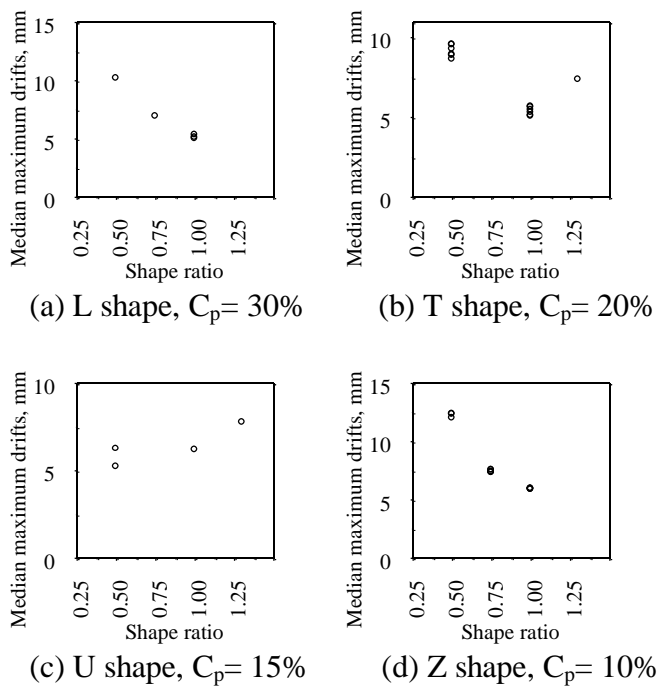 Median maximum drifts, mm
15
10
5
0
0.25
0.50
0.75
1.00
1.25
Shape ratio
(a) L shape, Cp= 30%
Median maximum drifts, mm
10
5
0
0.25
0.50
0.75
1.00
1.25
Shape ratio
(b) T shape, Cp= 20%
Median maximum drifts, mm
10
5
0
0.25
0.50
0.75
1.00
1.25
Shape ratio
(c) U shape, Cp= 15%
Median maximum drifts, mm
15
10
5
0
0.25
0.50
0.75
1.00
1.25
Shape ratio
(d) Z shape, Cp= 10%